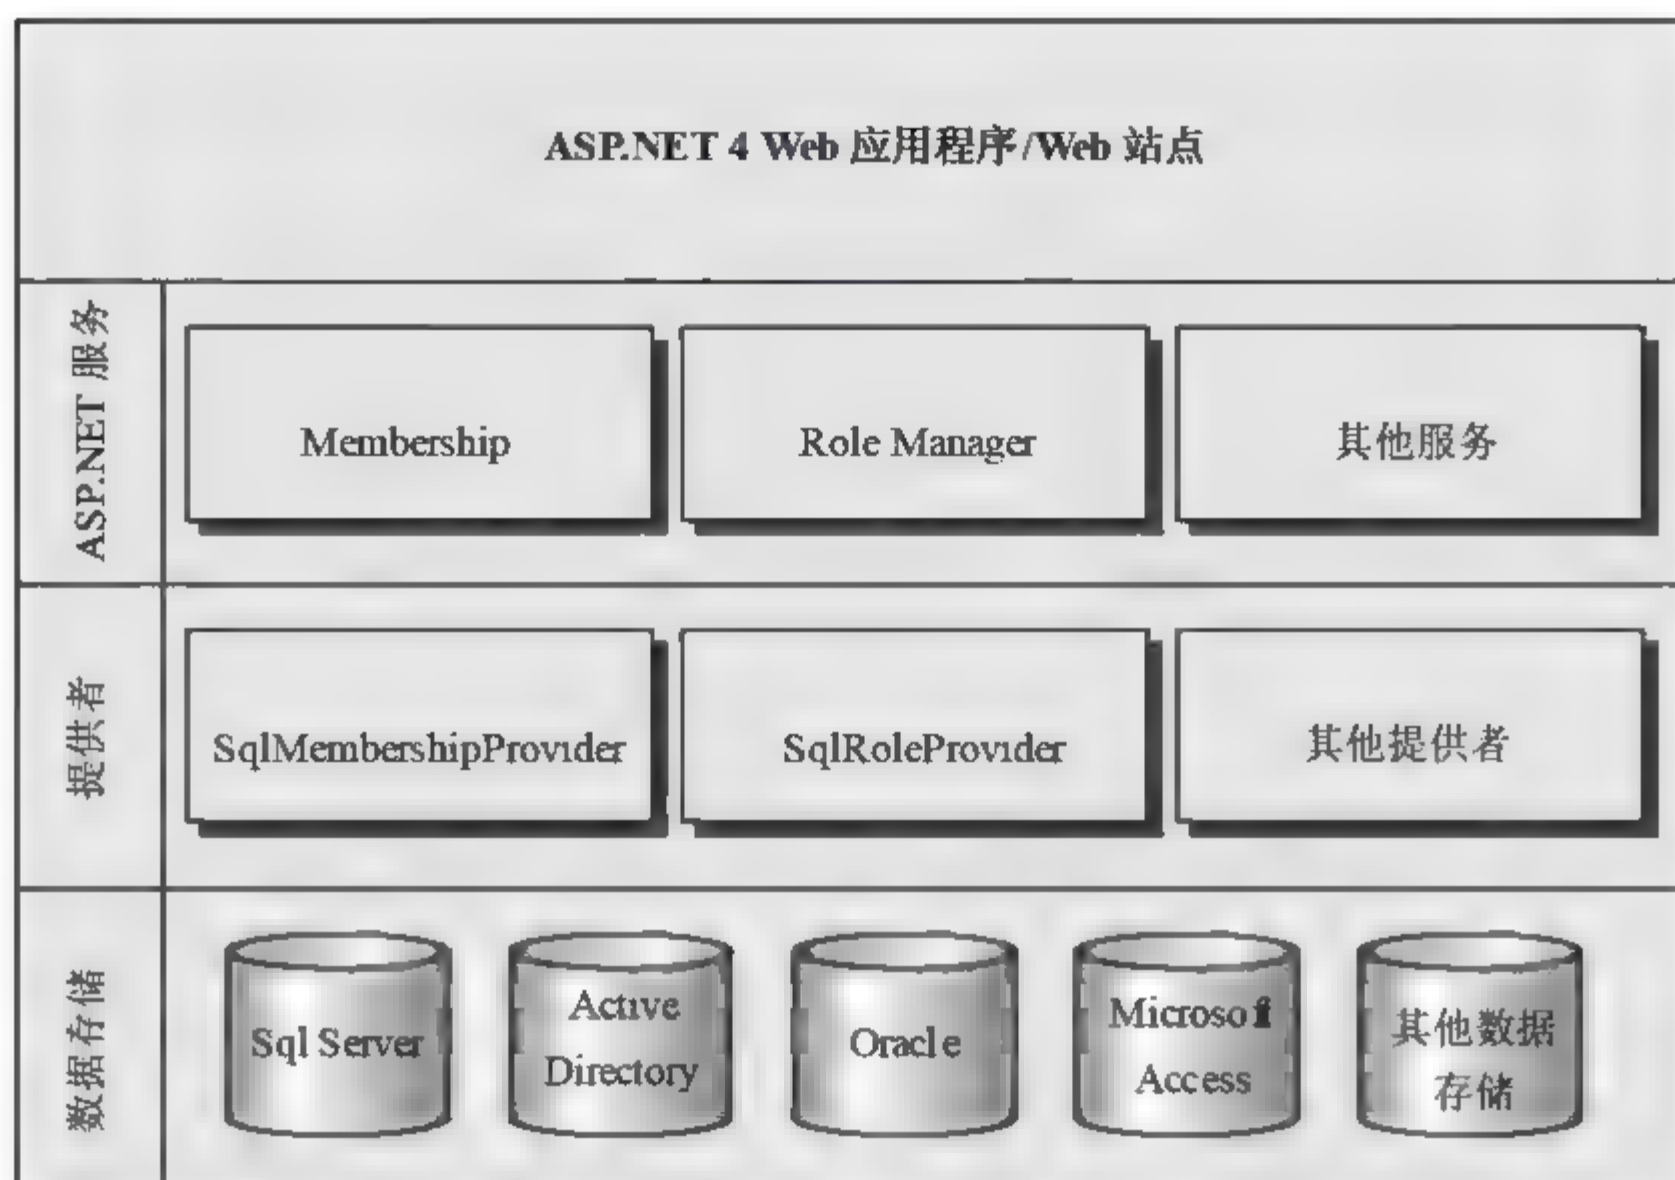 ASP.NET 4 Web 应用程序/Web 站点
ASP.NET 服务
Membership
Role Manager
其他服务
提供者
SqlMembershipProvider
SqlRoleProvider
其他提供者
数据存储
Sql Server
Active
Directory
Oracle
Microsoft
Access
其他数据
存储